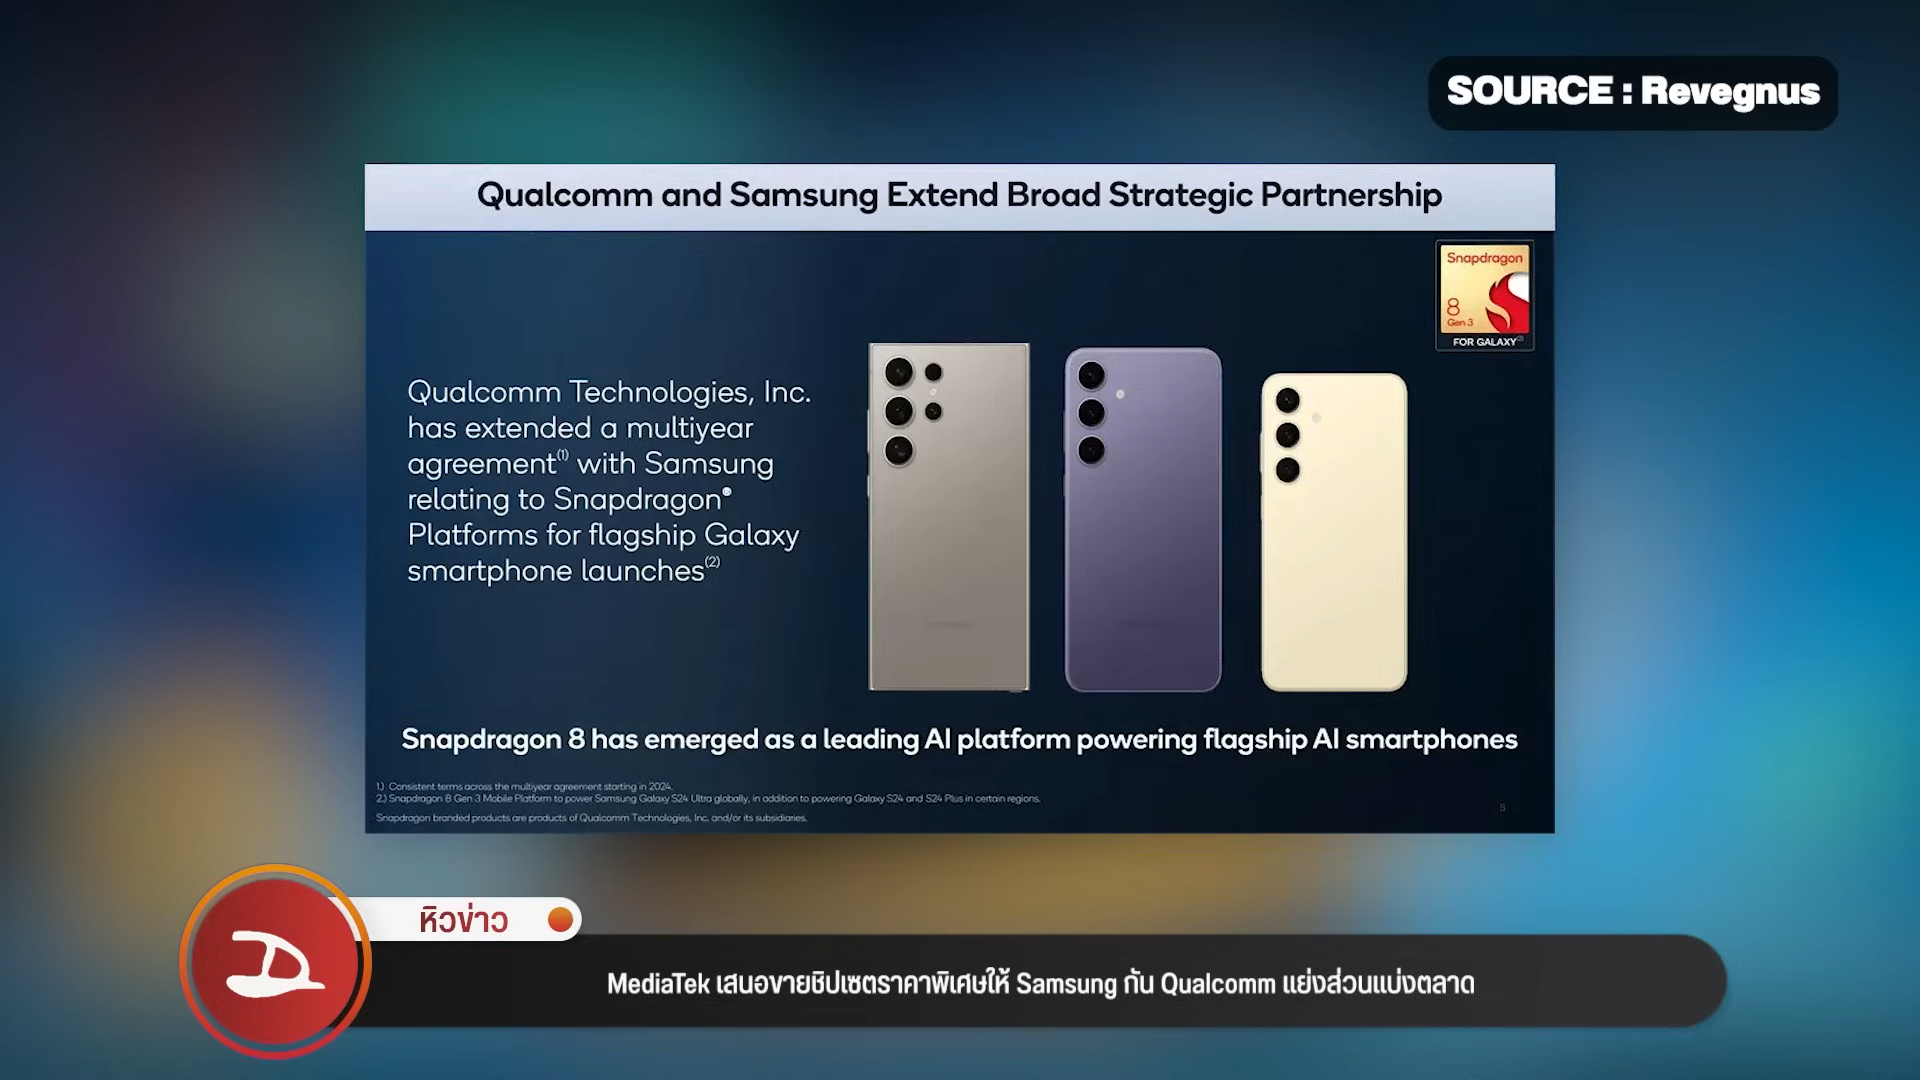 SOURCE : Revegnus
Qualcomm and Samsung Extend Broad Strategic Partnership
Snapdragon
8
Gen 3
FOR GALAXY(2)
Qualcomm Technologies, Inc.
has extended a multiyear
agreement(1) with Samsung
relating to Snapdragon®
Platforms for flagship Galaxy
smartphone launches(2)
Snapdragon 8 has emerged as a leading AI platform powering flagship AI smartphones
1.) Consistent terms across the multiyear agreement starting in 2024.
2.) Snapdragon 8 Gen 3 Mobile Platform to power Samsung Galaxy S24 Ultra globally, in addition to powering Galaxy S24 and S24 Plus in certain regions.
Snapdragon branded products are products of Qualcomm Technologies, Inc. and/or its subsidiaries.
5
หิวข่าว
MediaTek เสนอขายชิปเซตราคาพิเศษให้ Samsung กัน Qualcomm แย่งส่วนแบ่งตลาด